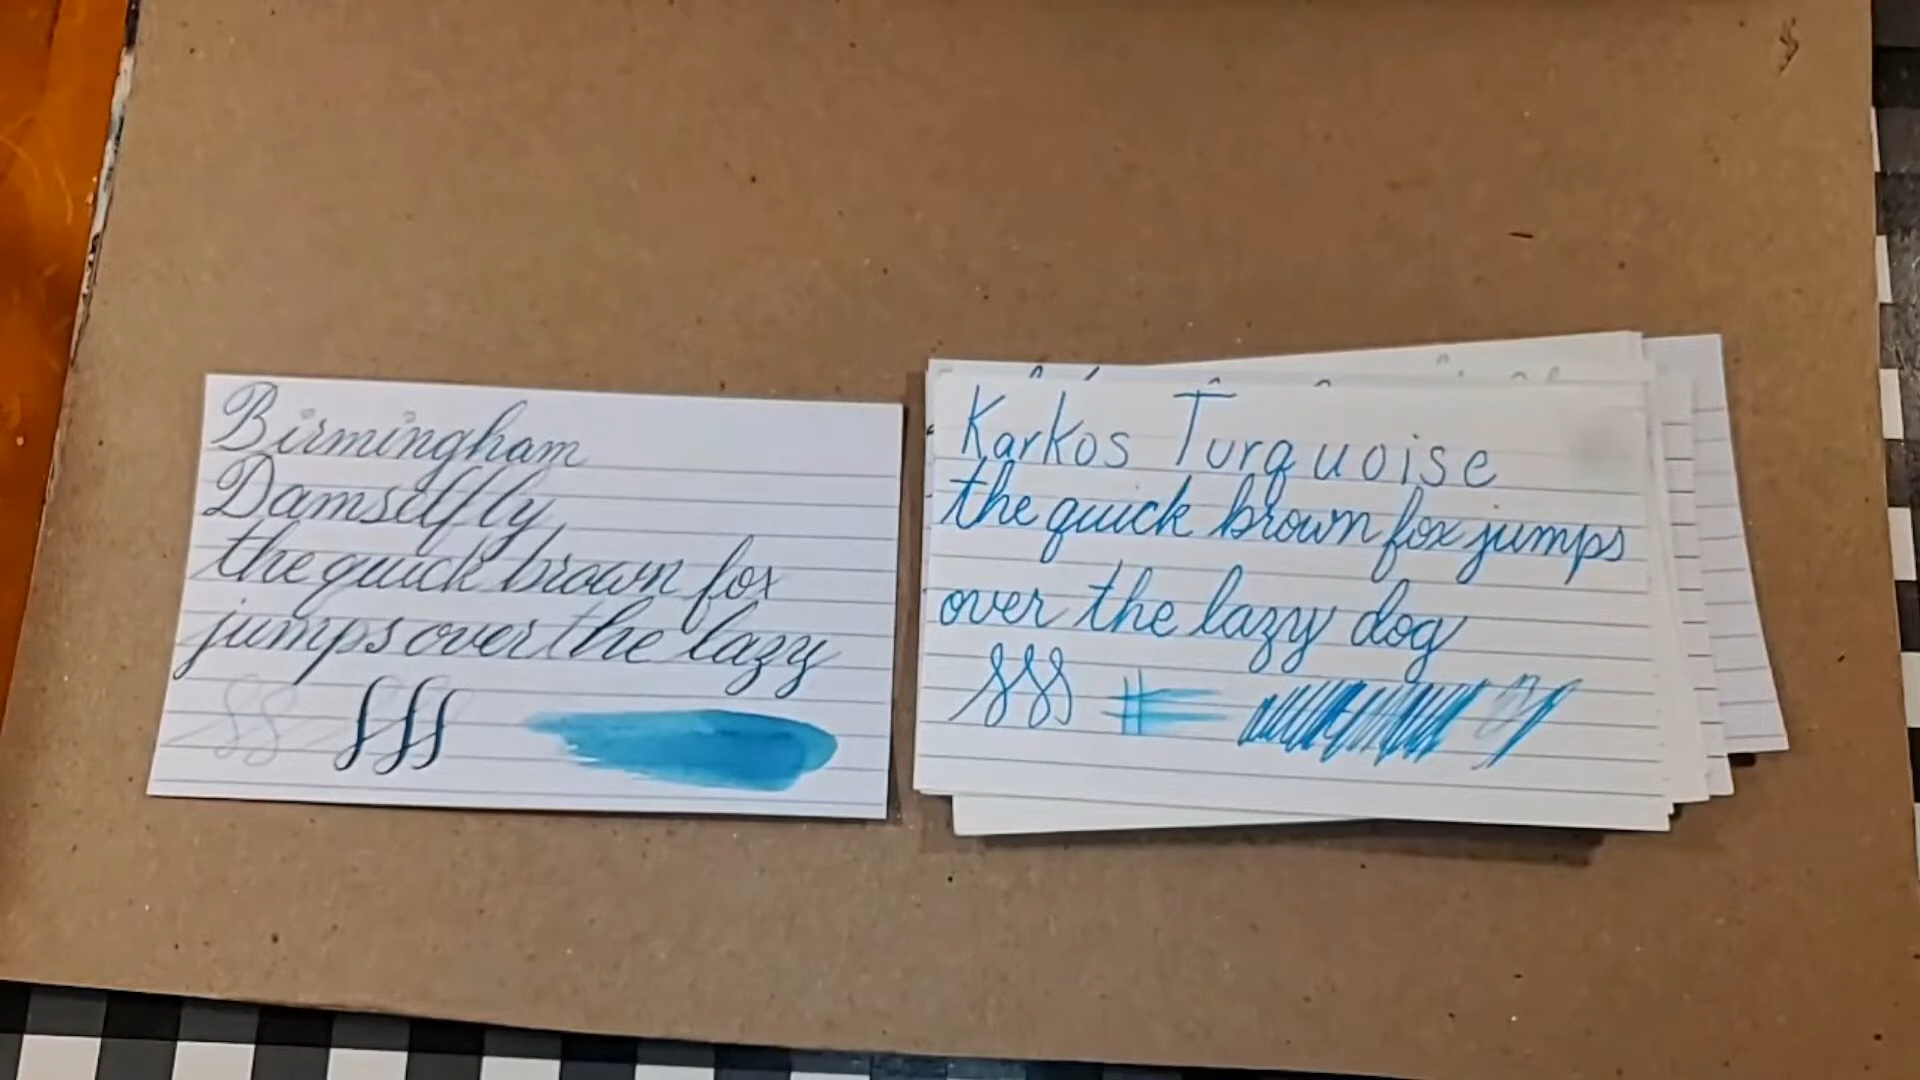 Birmingham
Damselfly
the quick brown fox
jumps over the lazy
Karkos Turquoise
the quick brown fox jumps
over the lazy dog